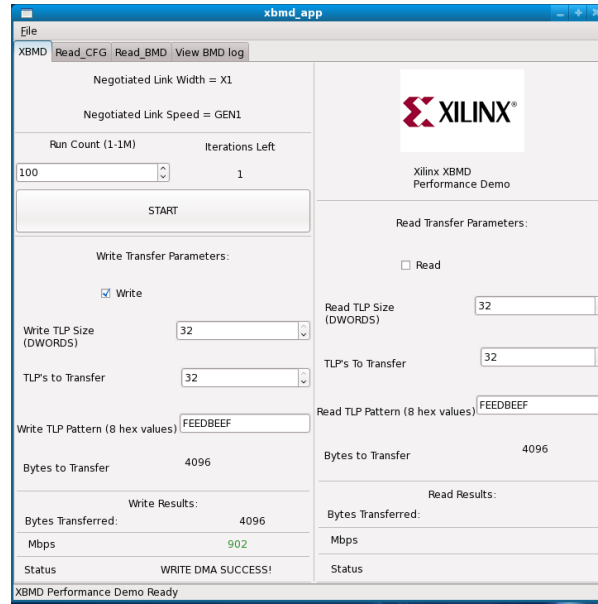 xbmd_app
File
XBMD Read_CFG Read_BMD View BMD log
Negotiated Link Width = X1
Negotiated Link Speed = GEN1
Run Count (1-1M) Iterations Left
100 1
START
Write Transfer Parameters:
Write
Write TLP Size
(DWORDS)
32
TLP's to Transfer 32
Write TLP Pattern (8 hex values) FEEDBEEF
Bytes to Transfer 4096
Write Results:
Bytes Transferred: 4096
Mbps 902
Status WRITE DMA SUCCESS!
XILINX®
Xilinx XBMD
Performance Demo
Read Transfer Parameters:
Read
Read TLP Size
(DWORDS)
32
TLP's To Transfer 32
Read TLP Pattern (8 hex values) FEEDBEEF
Bytes to Transfer 4096
Read Results:
Bytes Transferred:
Mbps
Status
XBMD Performance Demo Ready